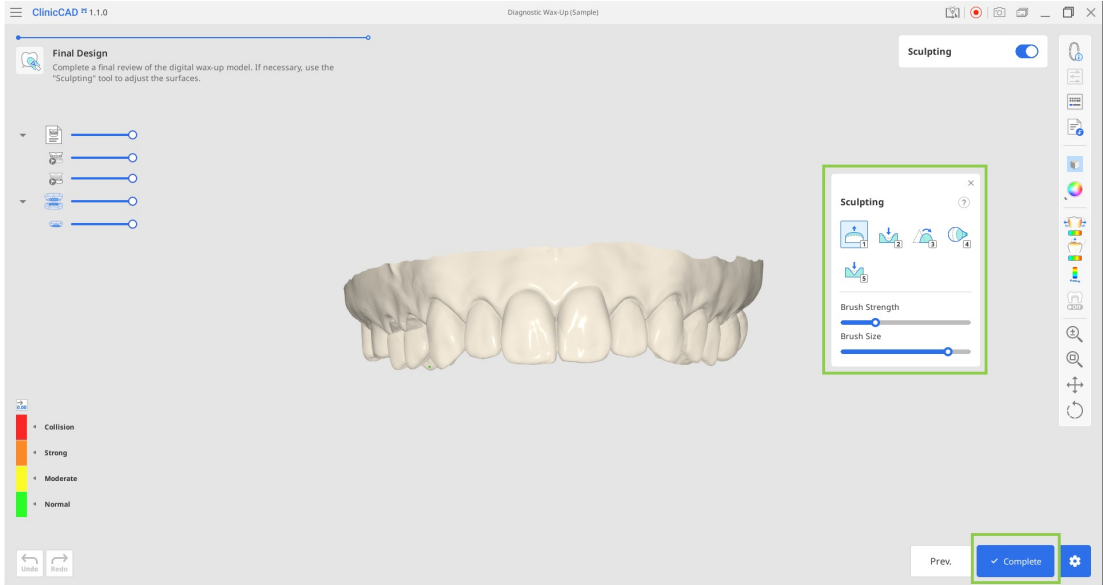 ClinicCAD 1.1.0
Diagnostic Wax-Up (Sample)
Final Design
Complete a final review of the digital wax-up model. If necessary, use the
"Sculpting" tool to adjust the surfaces.
Sculpting
Sculpting
?
1
2
3
4
5
Brush Strength
Brush Size
0.00
Collision
Strong
Moderate
Normal
Undo
Redo
Prev.
Complete